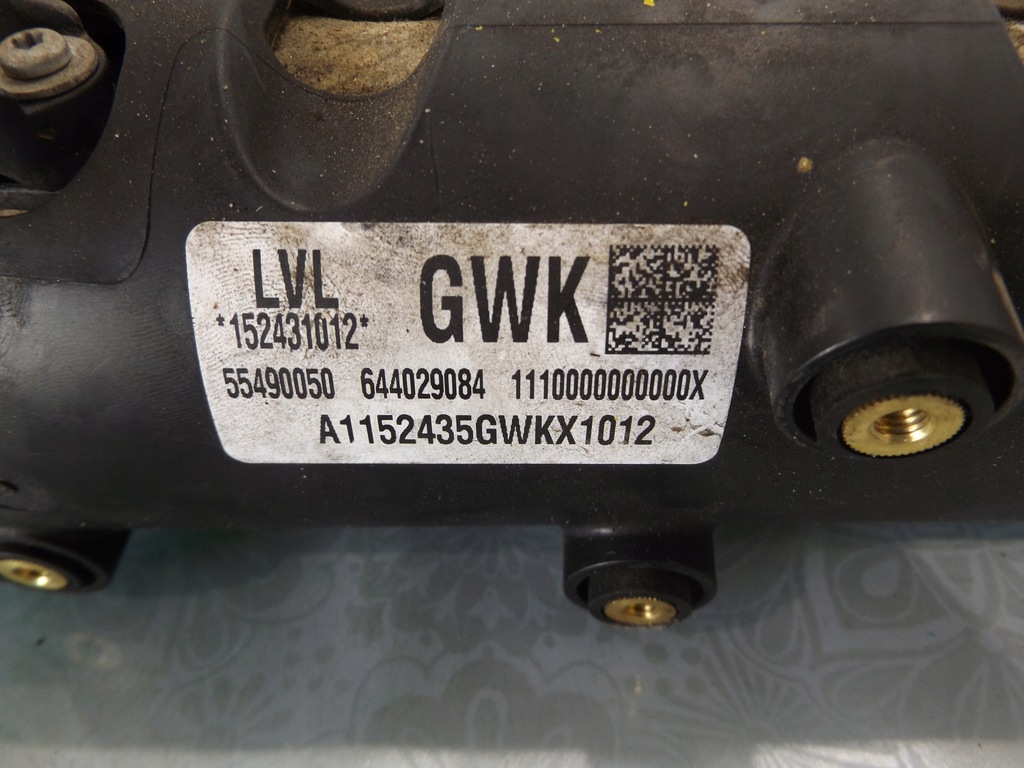 LVL GWK
*152431012*
55490050 644029084 1110000000000X
A1152435GWKX1012